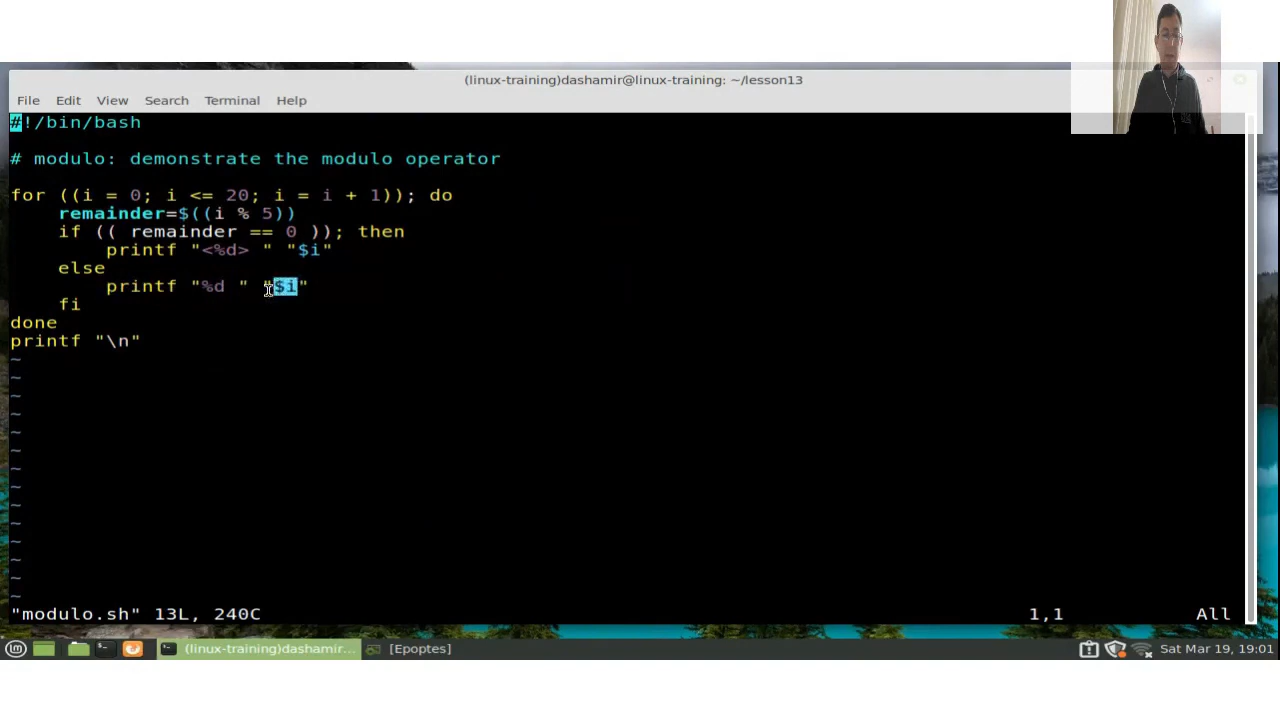 (linux-training)dashamir@linux-training: ~/lesson13
File Edit View Search Terminal Help
#!/bin/bash
# modulo: demonstrate the modulo operator
for ((i = 0; i <= 20; i = i + 1)); do
    remainder=$((i % 5))
    if (( remainder == 0 )); then
        printf "<%d> " "$i"
    else
        printf "%d " "$i"
    fi
done
printf "\n"
~
~
~
~
~
~
~
~
~
~
~
~
~
~
"modulo.sh" 13L, 240C 1,1 All
(linux-training)dashamir... [Epoptes] Sat Mar 19, 19:01